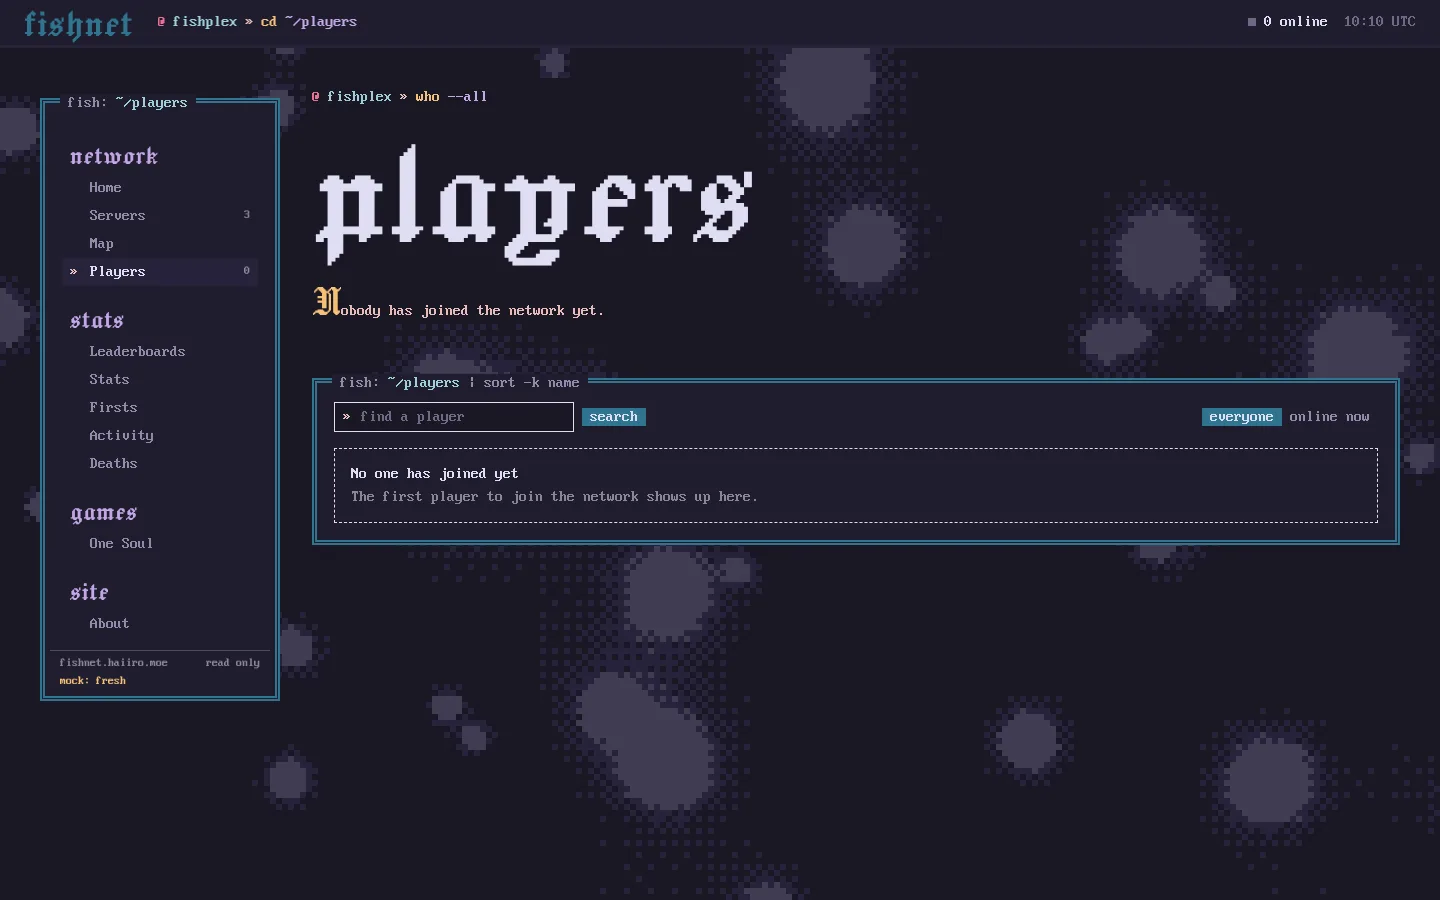 fishnet @ fishplex » cd ~/players 0 online 10:10 UTC
fish: ~/players
network
Home
Servers 3
Map
» Players 0
stats
Leaderboards
Stats
Firsts
Activity
Deaths
games
One Soul
site
About
fishnet.haiiro.moe read only
mock: fresh
@ fishplex » who --all
players
Nobody has joined the network yet.
fish: ~/players | sort -k name
» find a player search everyone online now
No one has joined yet
The first player to join the network shows up here.